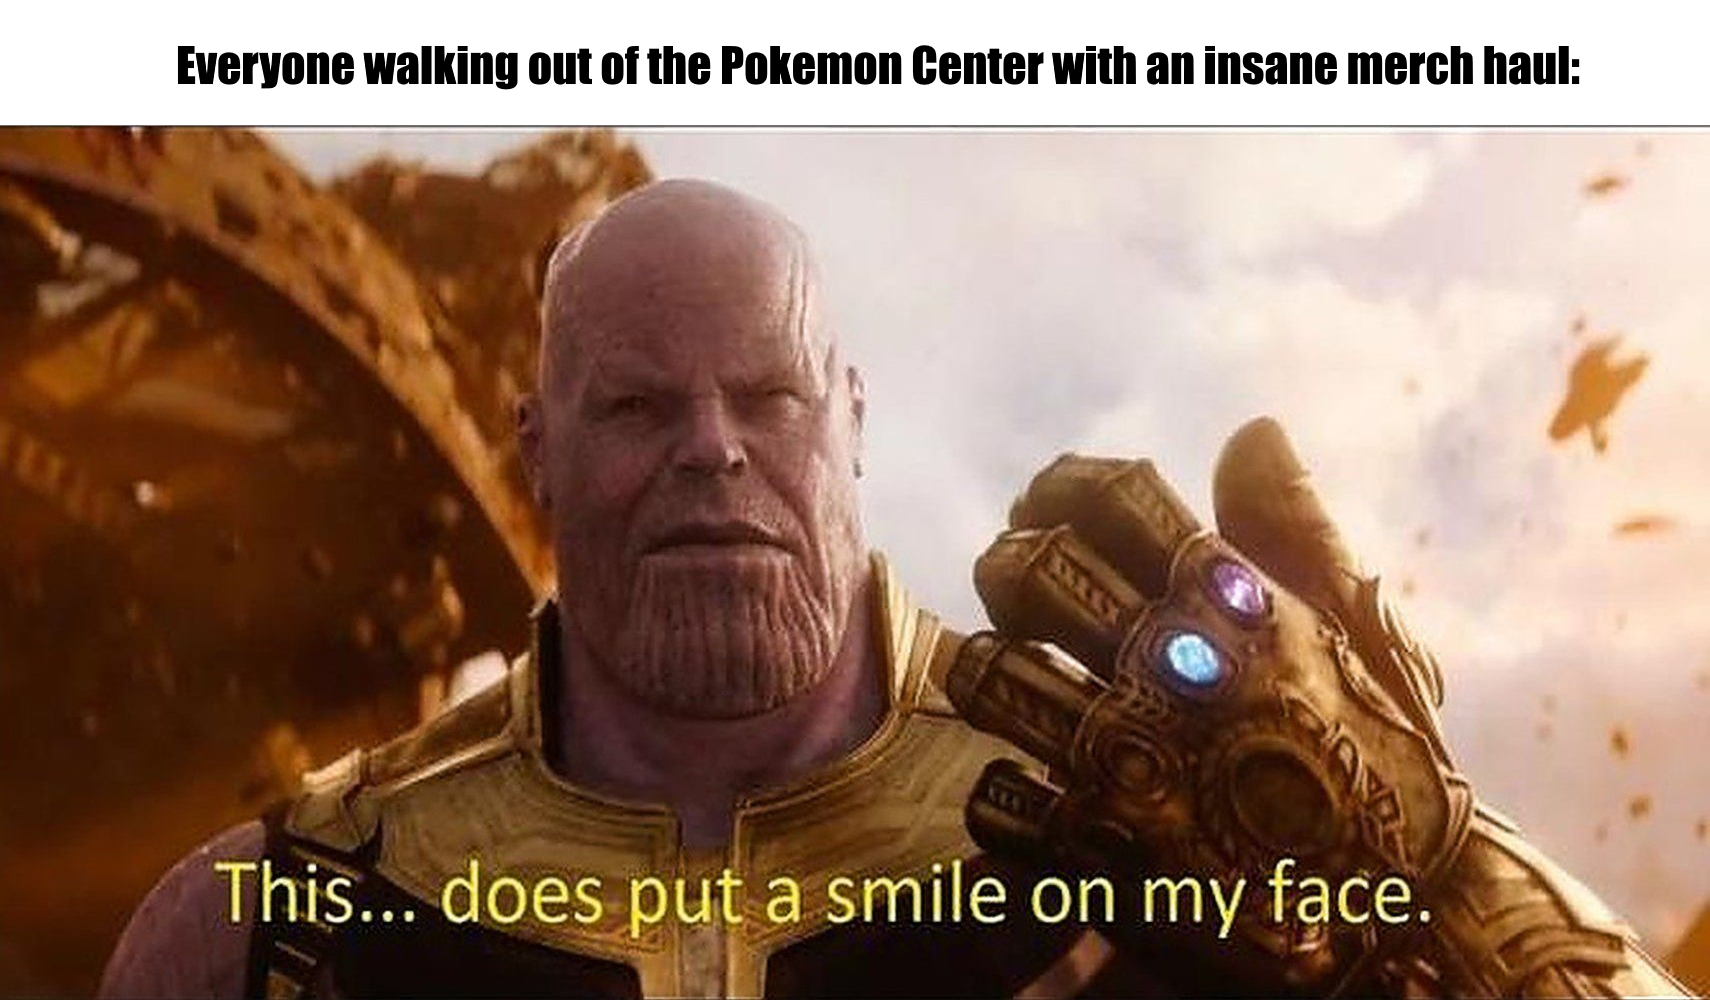 Everyone walking out of the Pokemon Center with an insane merch haul:
This... does put a smile on my face.